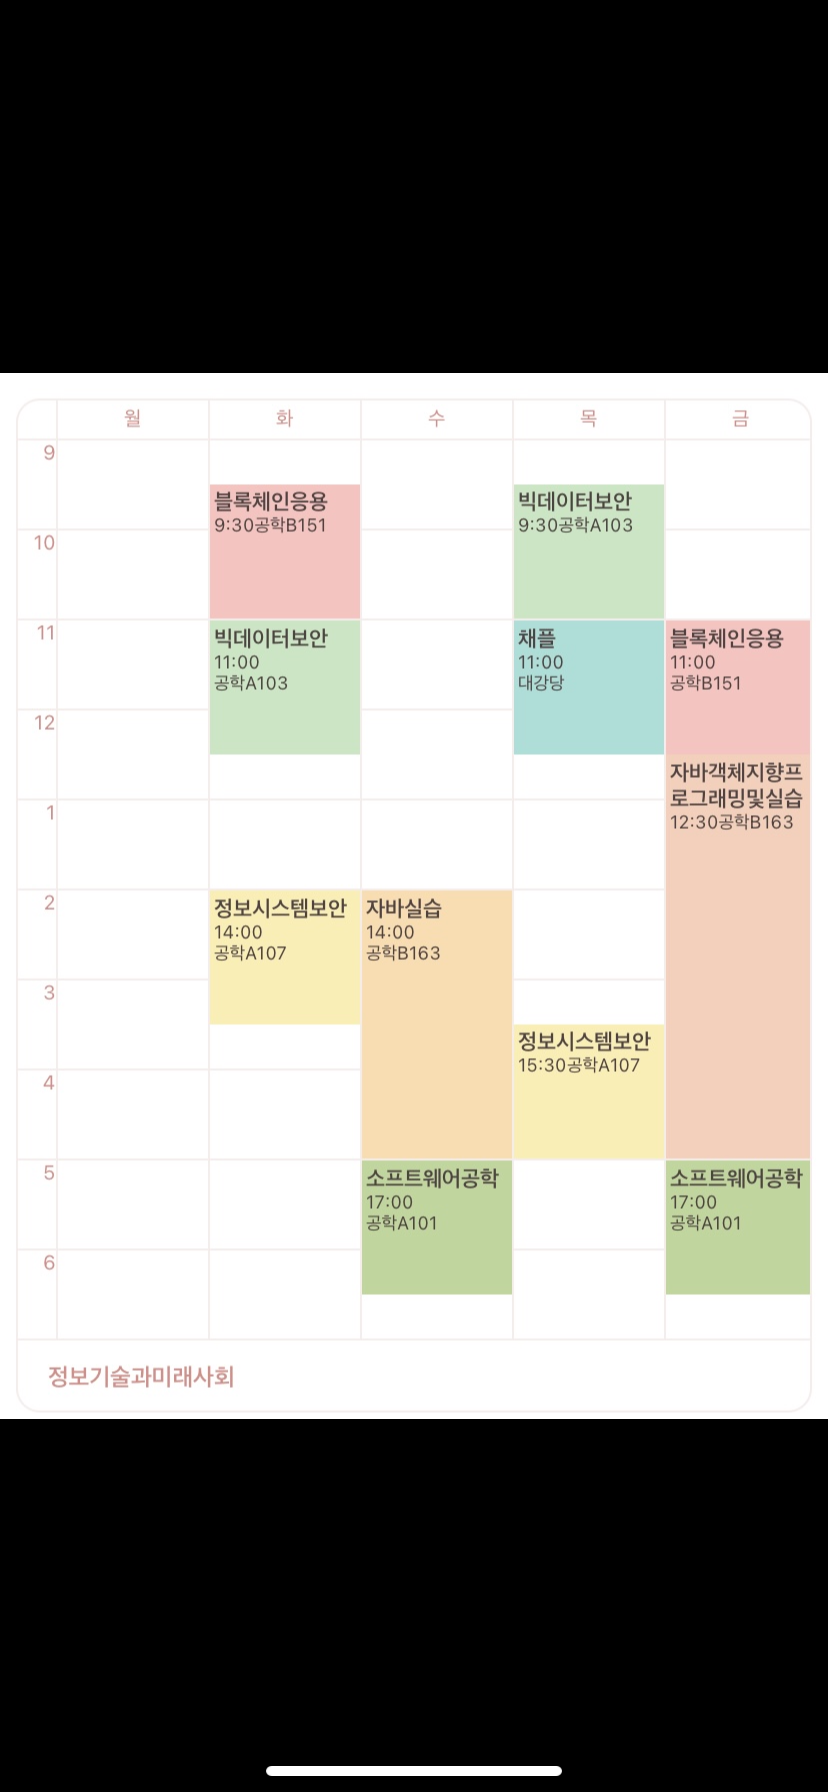 월 화 수 목 금
9
블록체인응용
9:30공학B151
빅데이터보안
9:30공학A103
10
11
빅데이터보안
11:00
공학A103
채플
11:00
대강당
블록체인응용
11:00
공학B151
12
자바객체지향프
로그래밍및실습
12:30공학B163
1
2
정보시스템보안
14:00
공학A107
자바실습
14:00
공학B163
3
정보시스템보안
15:30공학A107
4
5
소프트웨어공학
17:00
공학A101
소프트웨어공학
17:00
공학A101
6
정보기술과미래사회